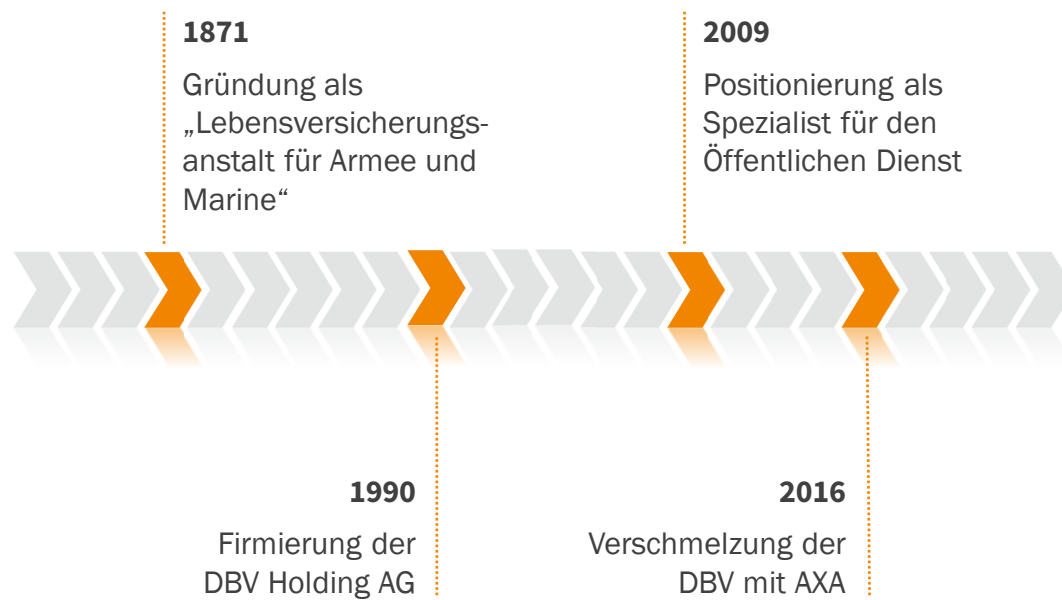 1871
Gründung als
„Lebensversicherungs-
anstalt für Armee und
Marine“
2009
Positionierung als
Spezialist für den
Öffentlichen Dienst
1990
Firmierung der
DBV Holding AG
2016
Verschmelzung der
DBV mit AXA